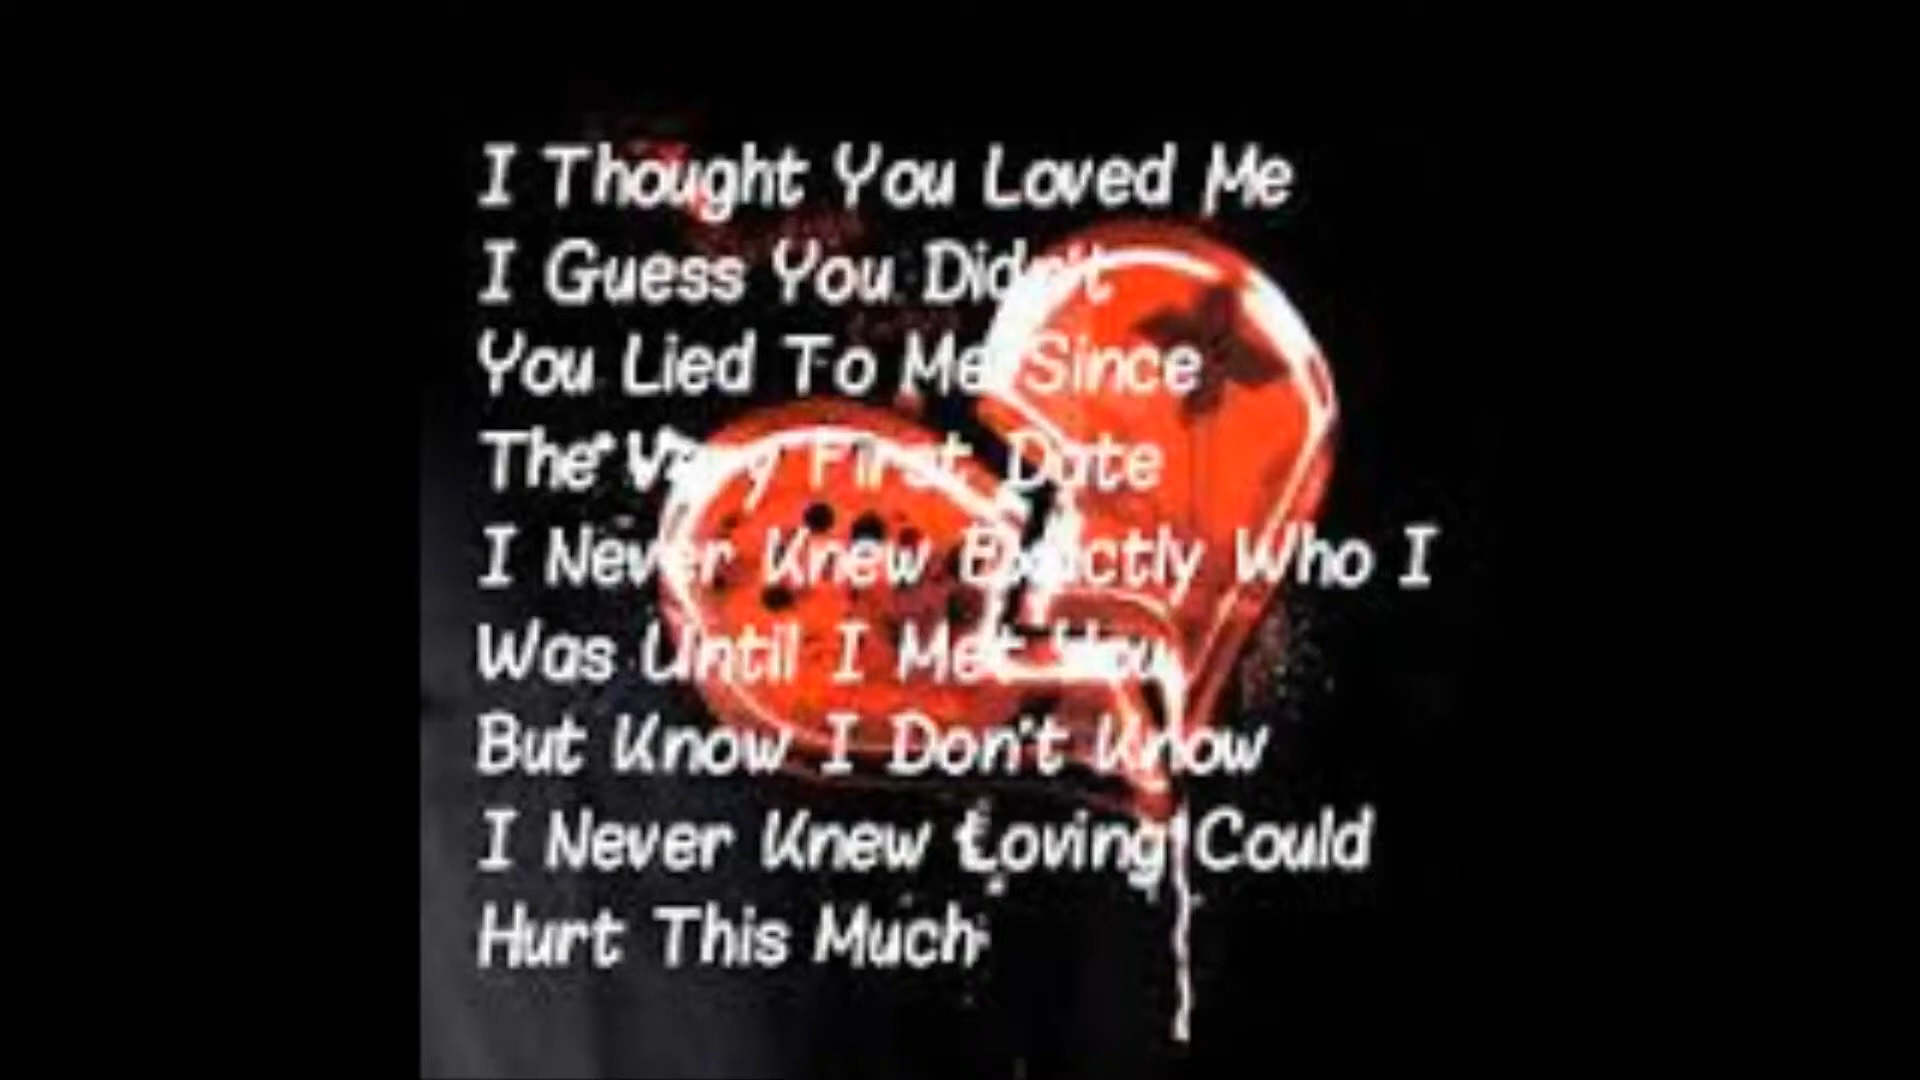 I Thought You Loved Me
I Guess You Didn't
You Lied To Me Since
The Very First Date
I Never Knew Exactly Who I
Was Until I Met You
But Know I Don't Know
I Never Knew Loving Could
Hurt This Much